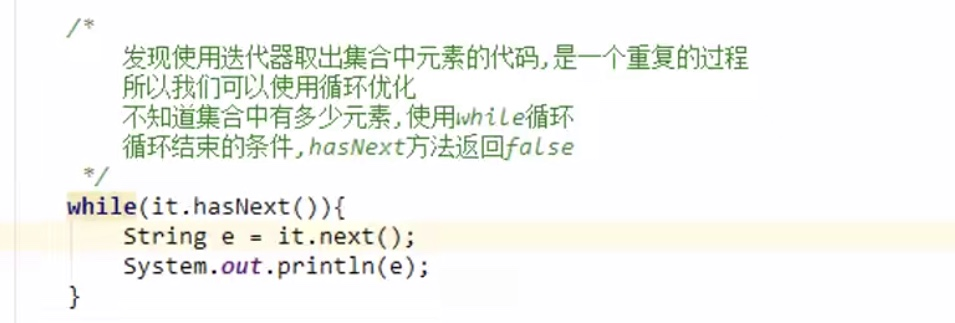 /*
发现使用迭代器取出集合中元素的代码,是一个重复的过程
所以我们可以使用循环优化
不知道集合中有多少元素,使用while循环
循环结束的条件,hasNext方法返回false
*/
while(it.hasNext()){
String e = it.next();
System.out.println(e);
}